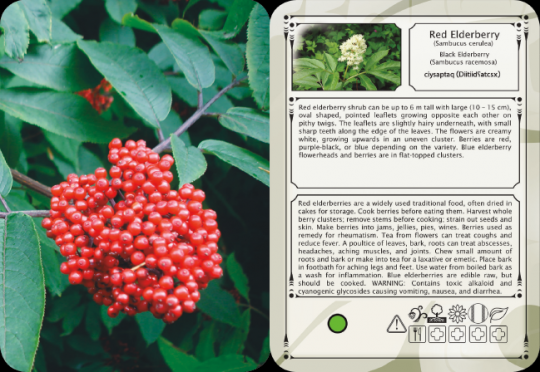 Red Elderberry
(Sambucus cerulea)
Black Elderberry
(Sambucus racemosa)
Red elderberry shrub can be up to 6 m tall with large (10 - 15 cm),
oval shaped, pointed leaflets growing opposite each other on
pithy twigs. The leaflets are slightly hairy underneath, with small
sharp teeth along the edge of the leaves. The flowers are creamy
white, growing upwards in an uneven cluster. Berries are red,
purple-black, or blue depending on the variety. Blue elderberry
flowerheads and berries are in flat-topped clusters.
Red elderberries are a widely used traditional food, often dried in
cakes for storage. Cook berries before eating them. Harvest whole
berry clusters; remove stems before cooking; strain out seeds and
skin. Make berries into jams, jellies, pies, wines. Berries used as
remedy for rheumatism. Tea from flowers can treat coughs and
reduce fever. A poultice of leaves, bark, roots can treat abscesses,
headaches, aching muscles, and joints. Chew small amount of
roots and bark or make into tea for a laxative or emetic. Place bark
in footbath for aching legs and feet. Use water from boiled bark as
a wash for inflammation. Blue elderberries are edible raw, but
should be cooked. WARNING: Contains toxic alkaloid and
cyanogenic glycosides causing vomiting, nausea, and diarrhea.